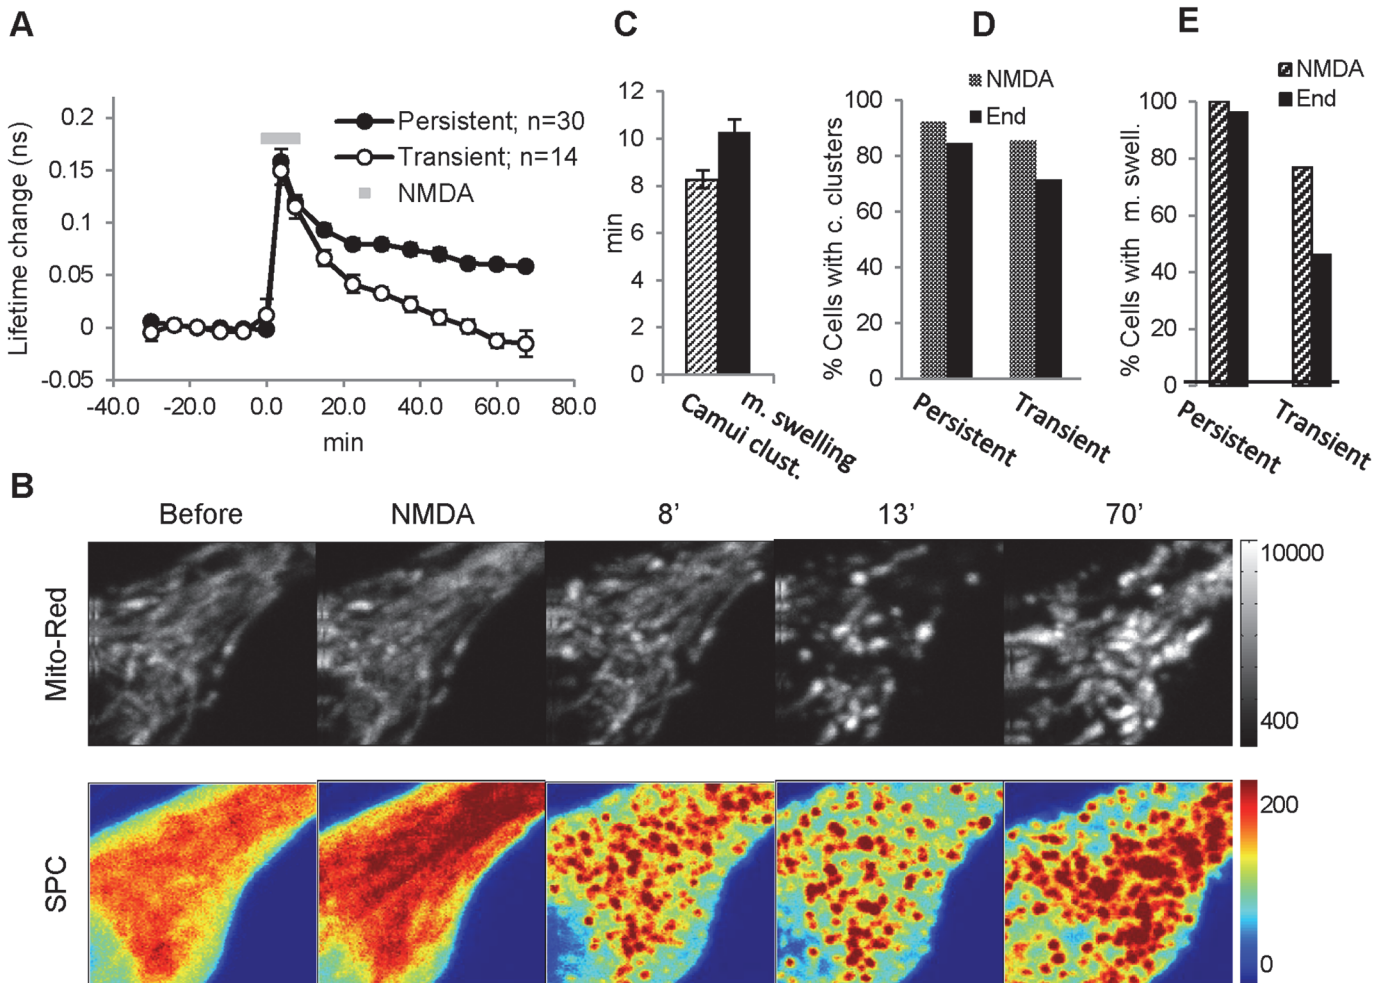 A
Lifetime change (ns)
0.2
0.15
0.1
0.05
0
-0.05
-40.0
-20.0
0.0
20.0
40.0
60.0
80.0
min
Persistent; n=30
Transient; n=14
NMDA
C
min
12
10
8
6
4
2
0
Camui clust.
m. swelling
D
% Cells with c. clusters
100
80
60
40
20
0
NMDA
End
Persistent
Transient
E
% Cells with m. swell.
100
80
60
40
20
0
NMDA
End
Persistent
Transient
B
Before
NMDA
8’
13’
70’
Mito-Red
10000
400
SPC
200
0